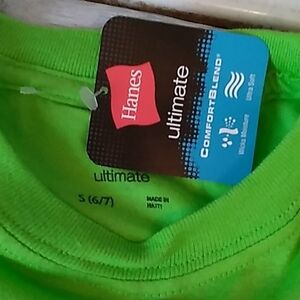 Hanes
ultimate
COMFORTBLEND®
Ultra Soft
Wicks Moisture
ultimate
S (6/7)
MADE IN
HAITI